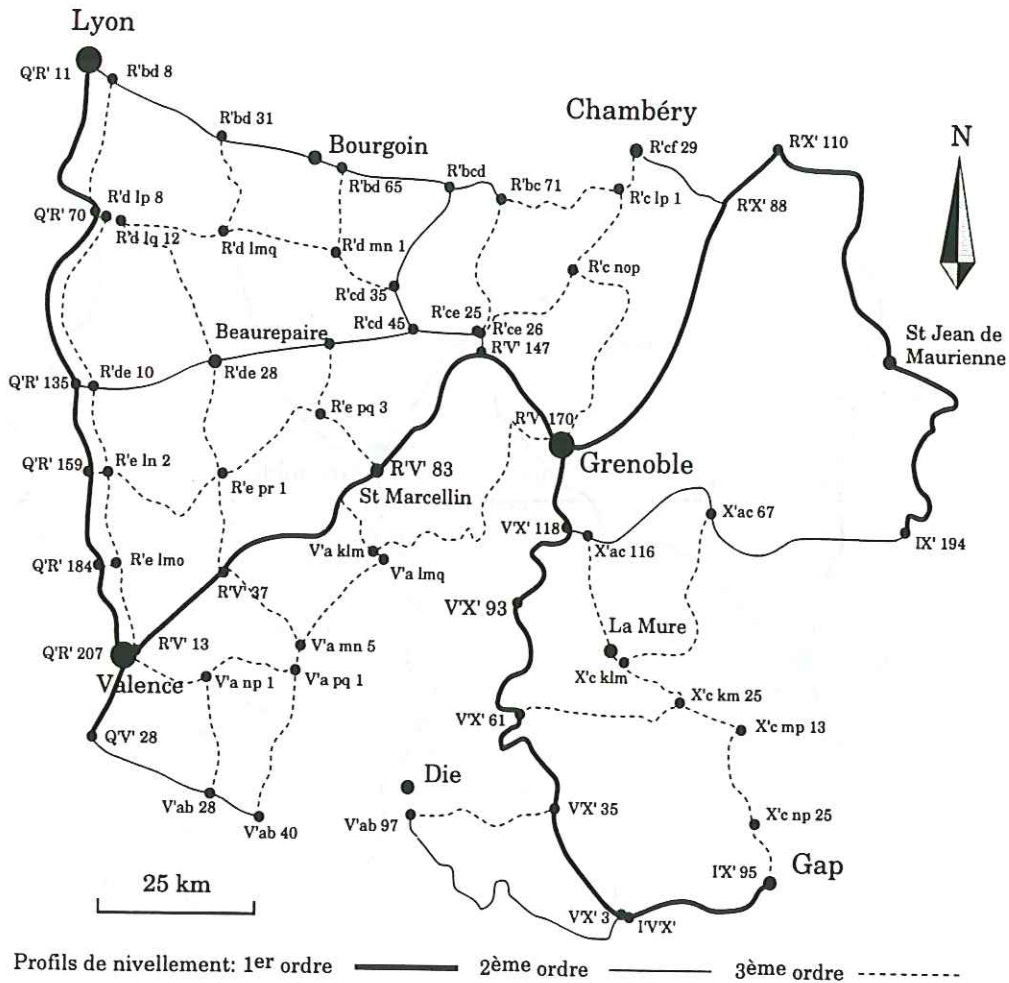 Lyon
Q'R' 11
R'bd 8
R'bd 31
Bourgoin
R'bd 65
R'bcd
R'bc 71
Chambéry
R'cf 29
R'c lp 1
R'X' 110
R'X' 88
N
Q'R' 70
R'd lp 8
R'd lq 12
R'd lmq
R'd mn 1
R'c nop
R'cd 35
R'cd 45
R'ce 25
R'ce 26
R'V' 147
Beaurepaire
St Jean de
Maurienne
Q'R' 135
R'de 10
R'de 28
R'e pq 3
R'V' 170
Grenoble
Q'R' 159
R'e ln 2
R'e pr 1
R'V' 83
St Marcellin
V'X' 118
X'ac 67
X'ac 116
IX' 194
V'a klm
V'a lmq
Q'R' 184
R'e lmo
R'V' 37
V'X' 93
La Mure
X'c klm
Q'R' 207
R'V' 13
Valence
V'a mn 5
V'a np 1
V'a pq 1
X'c km 25
V'X' 61
X'c mp 13
Q'V' 28
Die
V'ab 28
V'ab 40
V'ab 97
V'X' 35
X'c np 25
Gap
I'X' 95
25 km
V'X' 3
I'V'X'
Profils de nivellement: 1er ordre 2ème ordre 3ème ordre